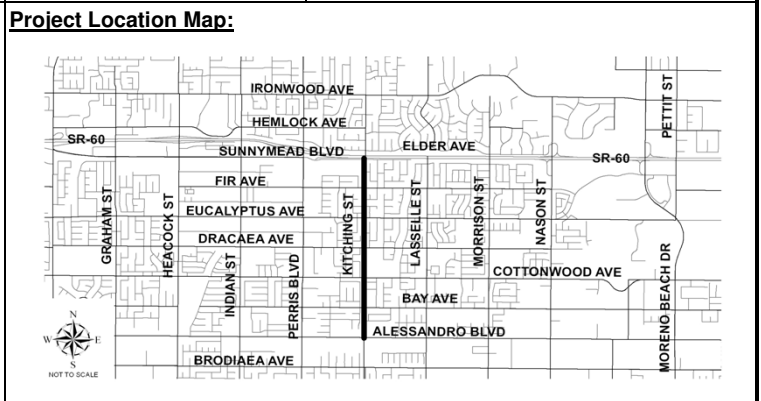 Project Location Map:
IRONWOOD AVE
HEMLOCK AVE
PETTIT ST
SR-60
SUNNYMEAD BLVD
ELDER AVE
SR-60
FIR AVE
EUCALYPTUS AVE
DRACAEA AVE
GRAHAM ST
HEACOCK ST
INDIAN ST
PERRIS BLVD
KITCHING ST
LASSELLE ST
MORRISON ST
NASON ST
COTTONWOOD AVE
BAY AVE
MORENO BEACH DR
ALESSANDRO BLVD
BRODIAEA AVE
N
W
E
S
NOT TO SCALE